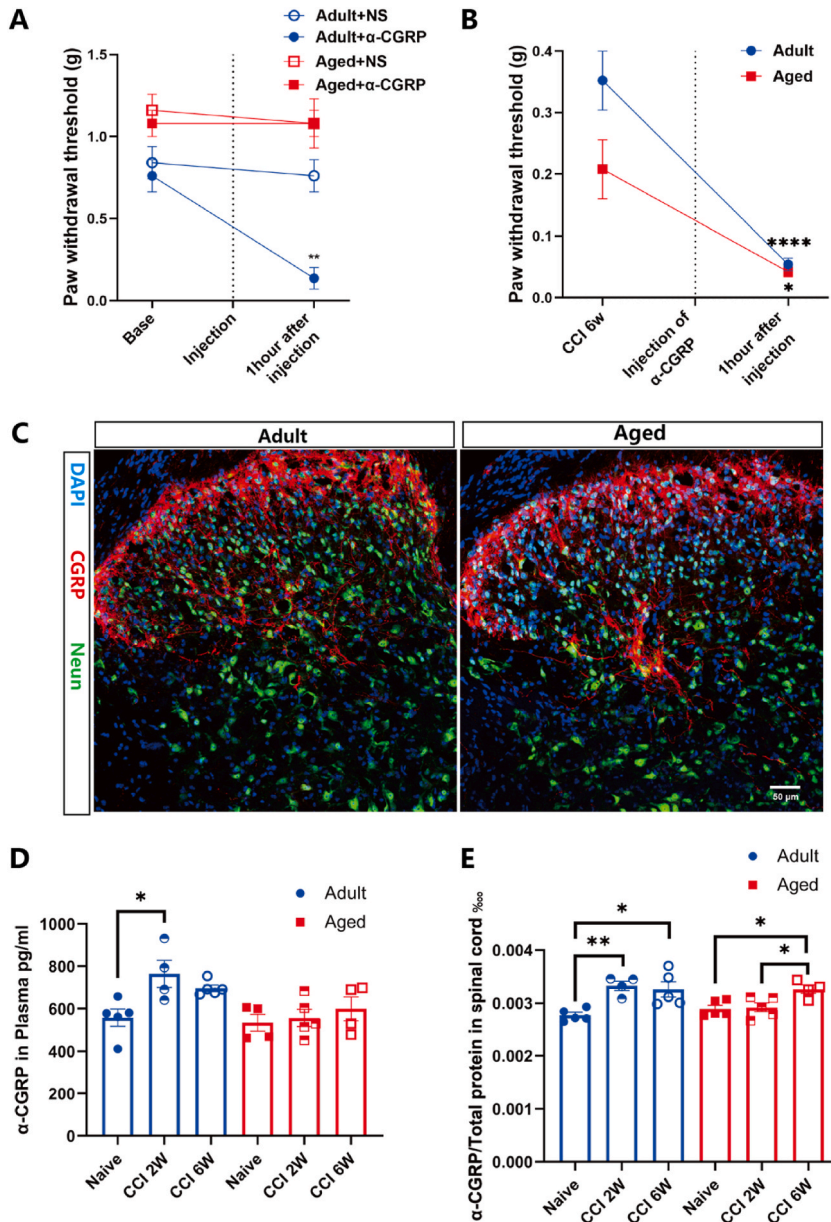 A
Adult+NS
Adult+α-CGRP
Aged+NS
Aged+α-CGRP
Paw withdrawal threshold (g)
1.5
1.0
0.5
0.0
**
Base
Injection
1hour after
injection
B
Adult
Aged
Paw withdrawal threshold (g)
0.4
0.3
0.2
0.1
0.0
****
*
CCI 6w
Injection of
α-CGRP
1hour after
injection
C
Adult
Aged
DAPI
CGRP
Neun
50 μm
D
Adult
Aged
α-CGRP in Plasma pg/ml
1000
800
600
400
200
0
*
Naive
CCI 2W
CCI 6W
Naive
CCI 2W
CCI 6W
E
Adult
Aged
α-CGRP/Total protein in spinal cord ‱
0.004
0.003
0.002
0.001
0.000
*
**
*
*
Naive
CCI 2W
CCI 6W
Naive
CCI 2W
CCI 6W